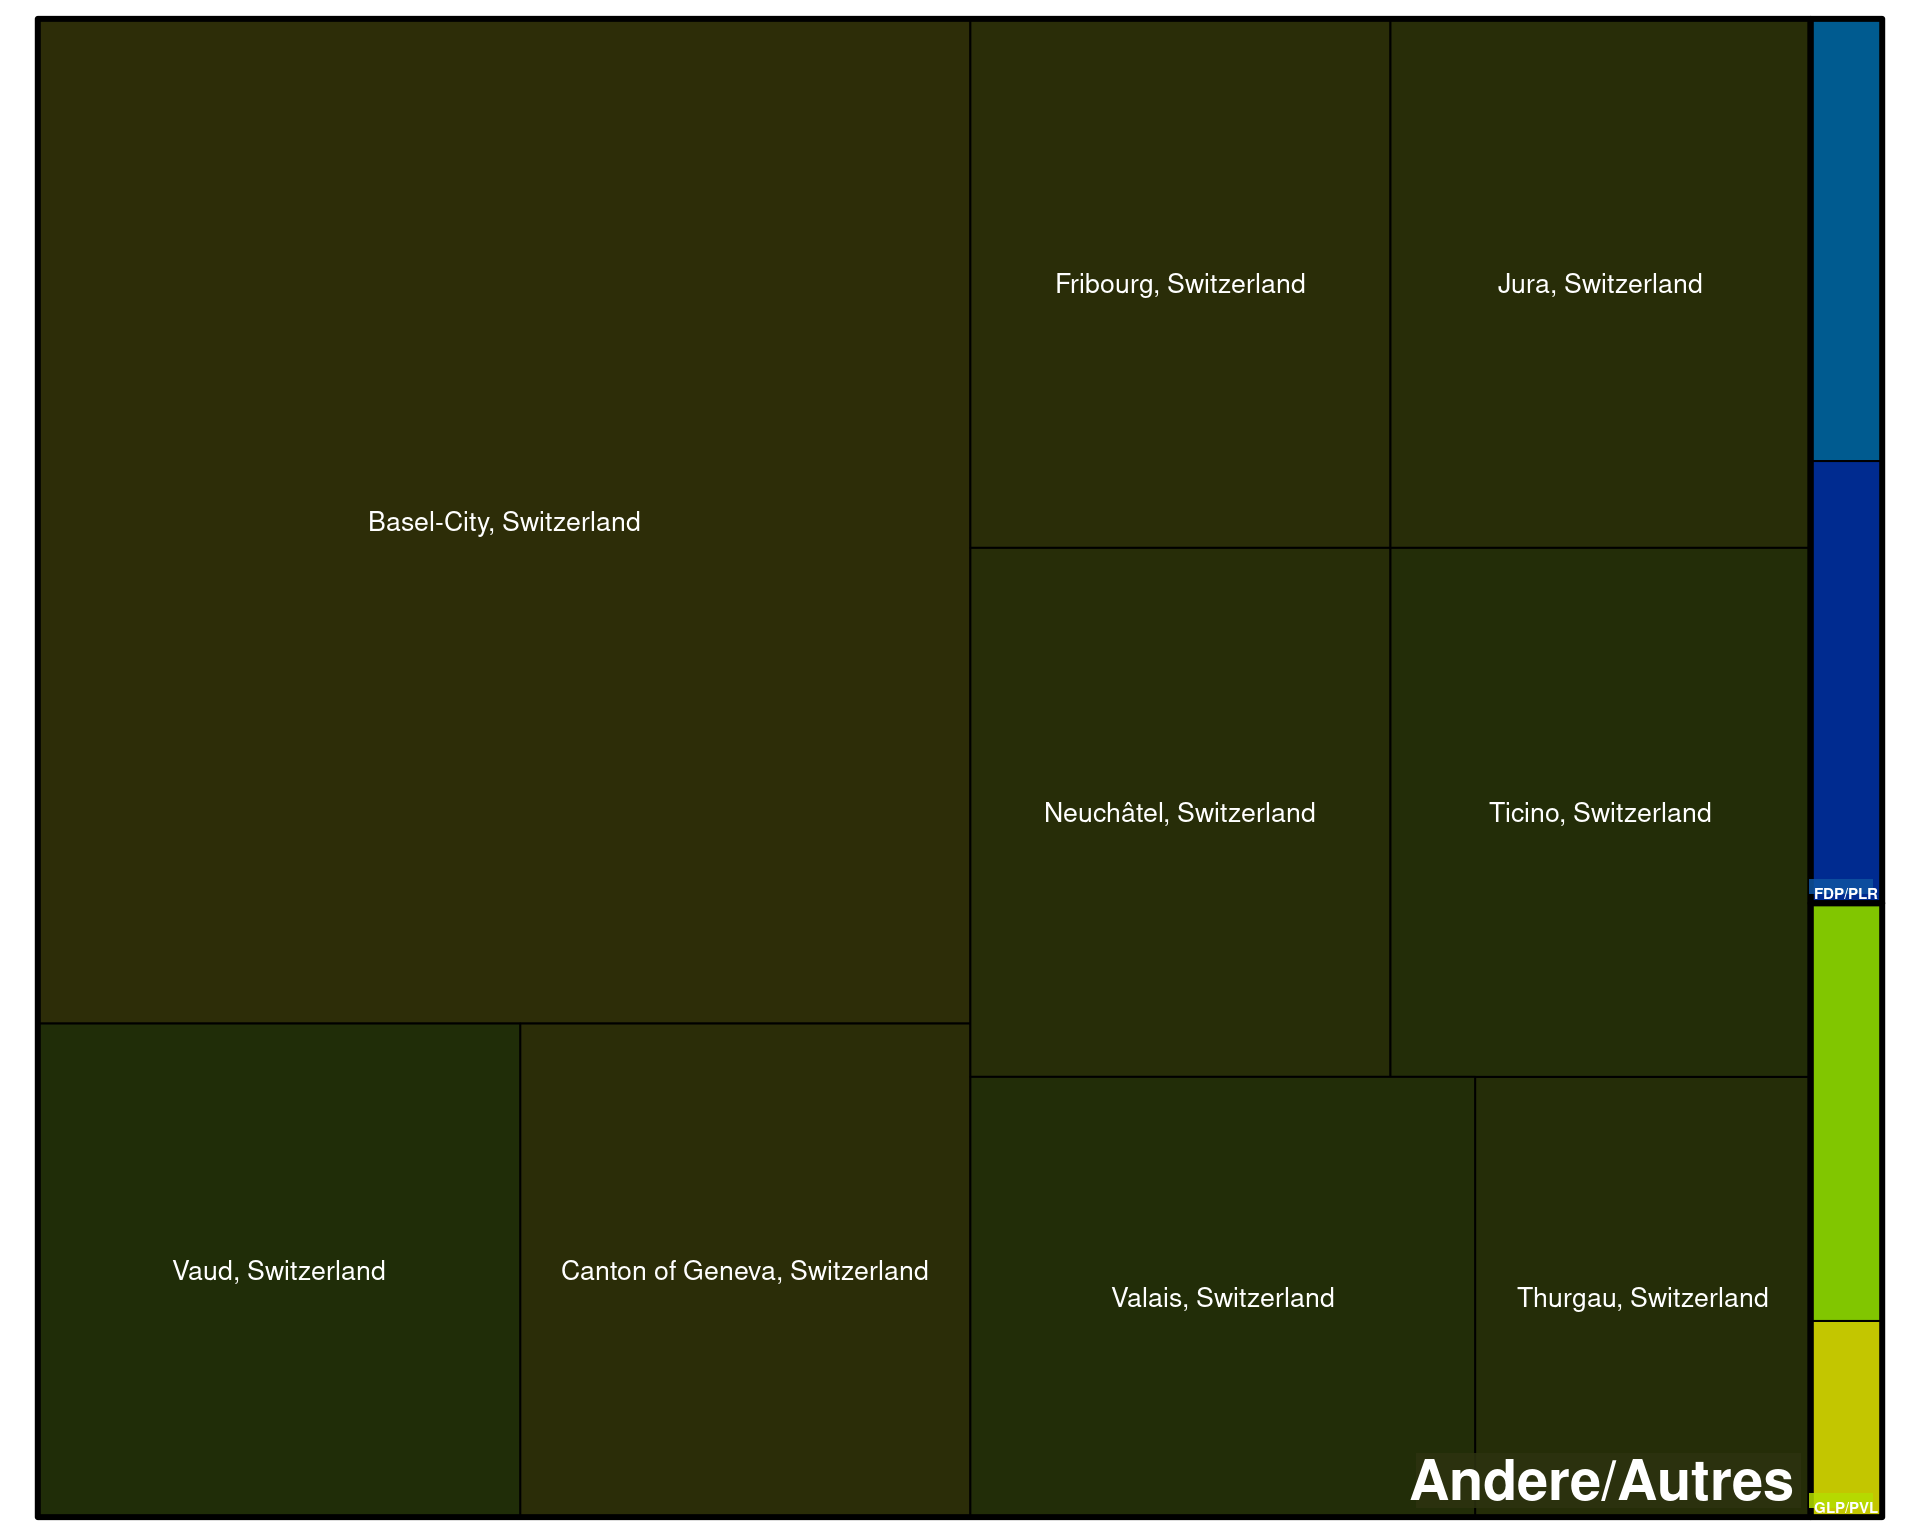 Fribourg, Switzerland
Jura, Switzerland
Basel-City, Switzerland
Neuchâtel, Switzerland
Ticino, Switzerland
FDP/PLR
Vaud, Switzerland
Canton of Geneva, Switzerland
Valais, Switzerland
Thurgau, Switzerland
Andere/Autres
GLP/PVL